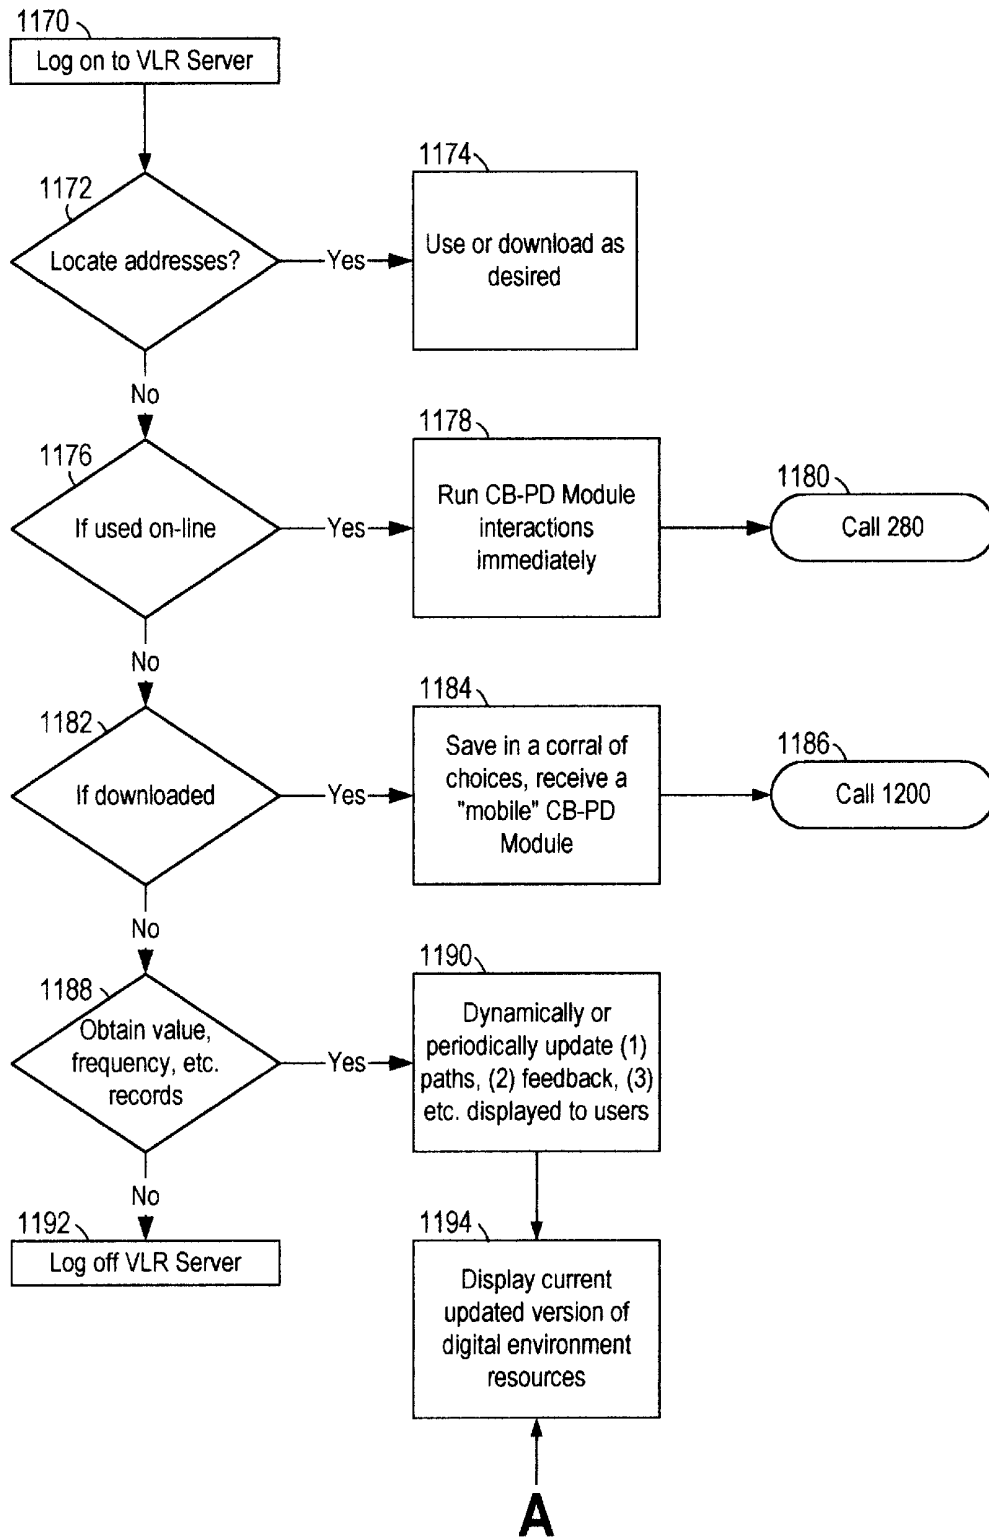 1170
Log on to VLR Server
1174
1172
Locate addresses?
Yes
Use or download as
desired
No
1178
1176
If used on-line
Yes
Run CB-PD Module
interactions
immediately
1180
Call 280
No
1184
1182
If downloaded
Yes
Save in a corral of
choices, receive a
"mobile" CB-PD
Module
1186
Call 1200
No
1190
1188
Obtain value,
frequency, etc.
records
Yes
Dynamically or
periodically update (1)
paths, (2) feedback, (3)
etc. displayed to users
No
1192
Log off VLR Server
1194
Display current
updated version of
digital environment
resources
A